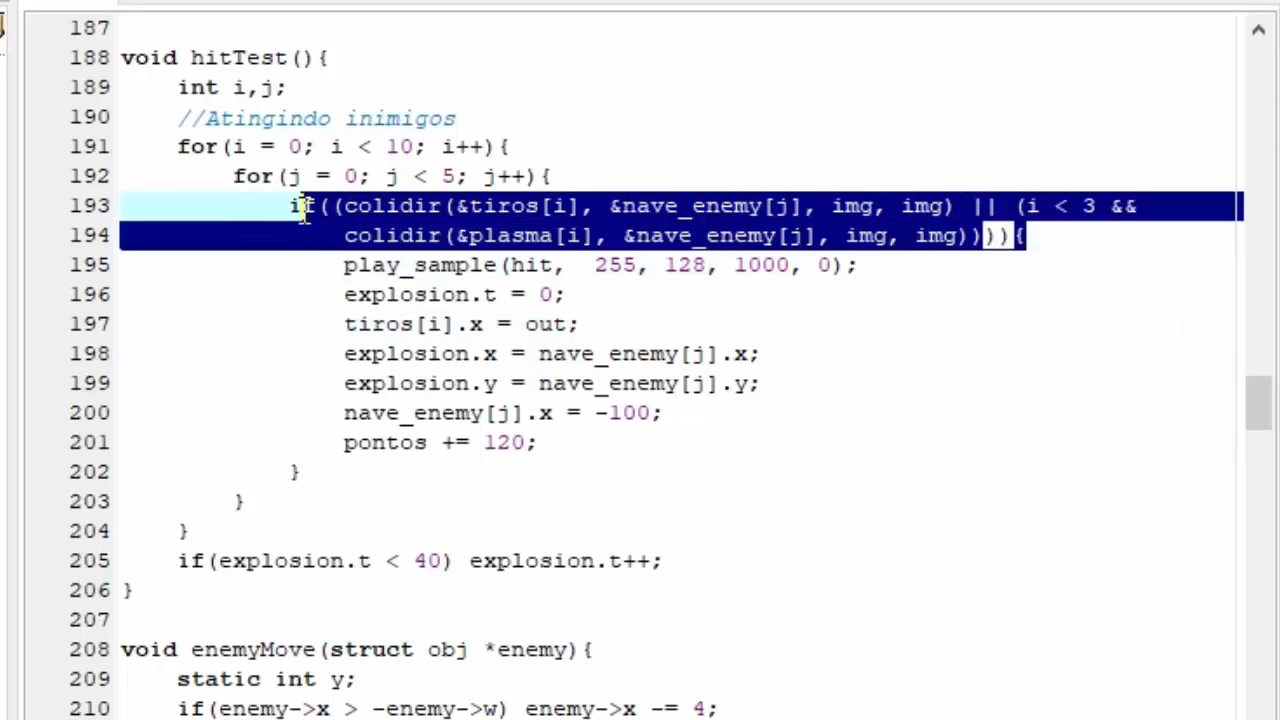 187
188 void hitTest(){
189     int i,j;
190     //Atingindo inimigos
191     for(i = 0; i < 10; i++){
192         for(j = 0; j < 5; j++){
193             if((colidir(&tiros[i], &nave_enemy[j], img, img) || (i < 3 &&
194                 colidir(&plasma[i], &nave_enemy[j], img, img)))){
195                 play_sample(hit,  255, 128, 1000, 0);
196                 explosion.t = 0;
197                 tiros[i].x = out;
198                 explosion.x = nave_enemy[j].x;
199                 explosion.y = nave_enemy[j].y;
200                 nave_enemy[j].x = -100;
201                 pontos += 120;
202             }
203         }
204     }
205     if(explosion.t < 40) explosion.t++;
206 }
207
208 void enemyMove(struct obj *enemy){
209     static int y;
210     if(enemy->x > -enemy->w) enemy->x -= 4;